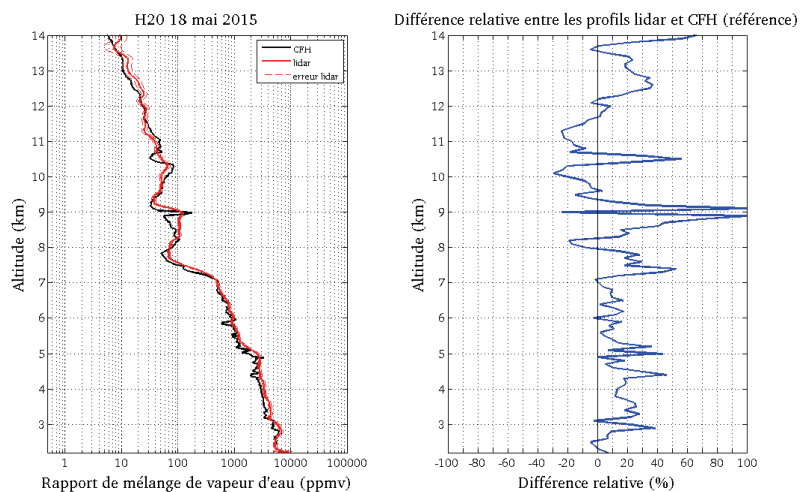 H20 18 mai 2015
CFH
lidar
erreur lidar
14
13
12
11
10
9
8
7
6
5
4
3
Altitude (km)
1 10 100 1000 10000 100000
Rapport de mélange de vapeur d'eau (ppmv)
Différence relative entre les profils lidar et CFH (référence)
14
13
12
11
10
9
8
7
6
5
4
3
Altitude (km)
-100 -80 -60 -40 -20 0 20 40 60 80 100
Différence relative (%)